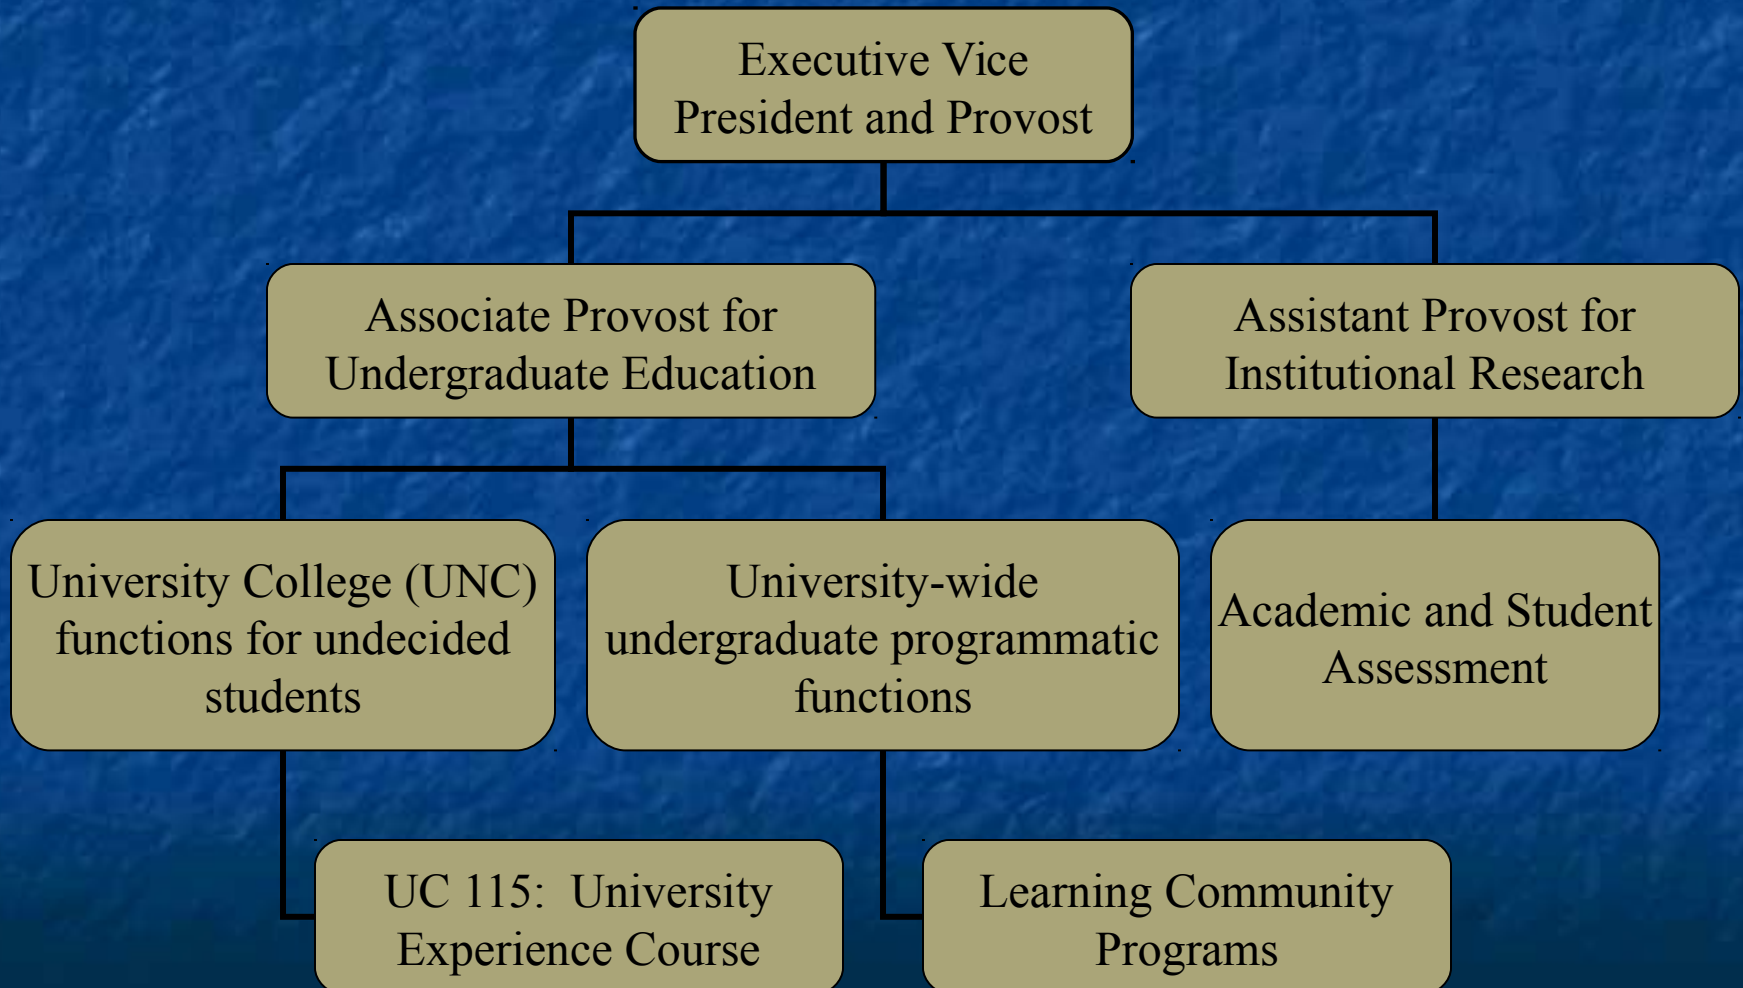 Executive Vice
President and Provost
Associate Provost for
Undergraduate Education
Assistant Provost for
Institutional Research
University College (UNC)
functions for undecided
students
University-wide
undergraduate programmatic
functions
Academic and Student
Assessment
UC 115:  University
Experience Course
Learning Community
Programs